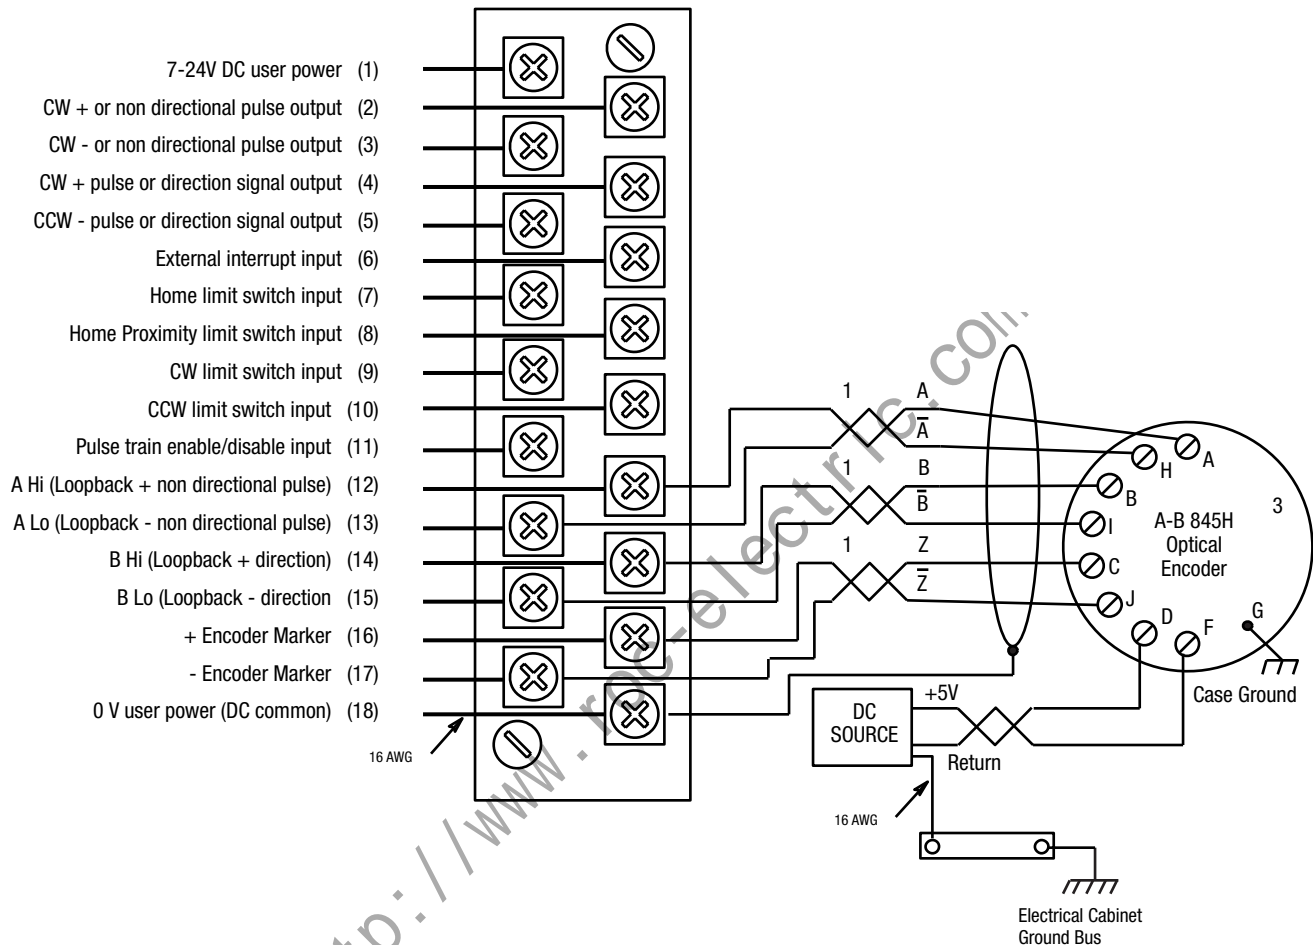 7-24V DC user power (1)
CW + or non directional pulse output (2)
CW - or non directional pulse output (3)
CW + pulse or direction signal output (4)
CCW - pulse or direction signal output (5)
External interrupt input (6)
Home limit switch input (7)
Home Proximity limit switch input (8)
CW limit switch input (9)
CCW limit switch input (10)
Pulse train enable/disable input (11)
A Hi (Loopback + non directional pulse) (12)
A Lo (Loopback - non directional pulse) (13)
B Hi (Loopback + direction) (14)
B Lo (Loopback - direction (15)
+ Encoder Marker (16)
- Encoder Marker (17)
0 V user power (DC common) (18)
16 AWG
1 A
A̅
1 B
B̅
1 Z
Z̅
A
H
B
I
C
J
D
F
G
3
A-B 845H
Optical
Encoder
Case Ground
DC
SOURCE
+5V
Return
16 AWG
Electrical Cabinet
Ground Bus
tp://www.roc-electric.com